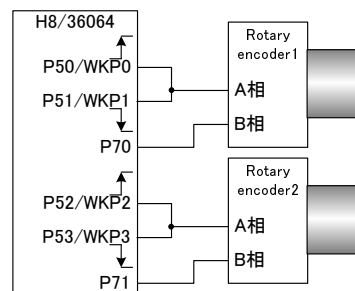 H8/36064
P50/WKP0
P51/WKP1
P70
P52/WKP2
P53/WKP3
P71
Rotary
encoder1
A相
B相
Rotary
encoder2
A相
B相